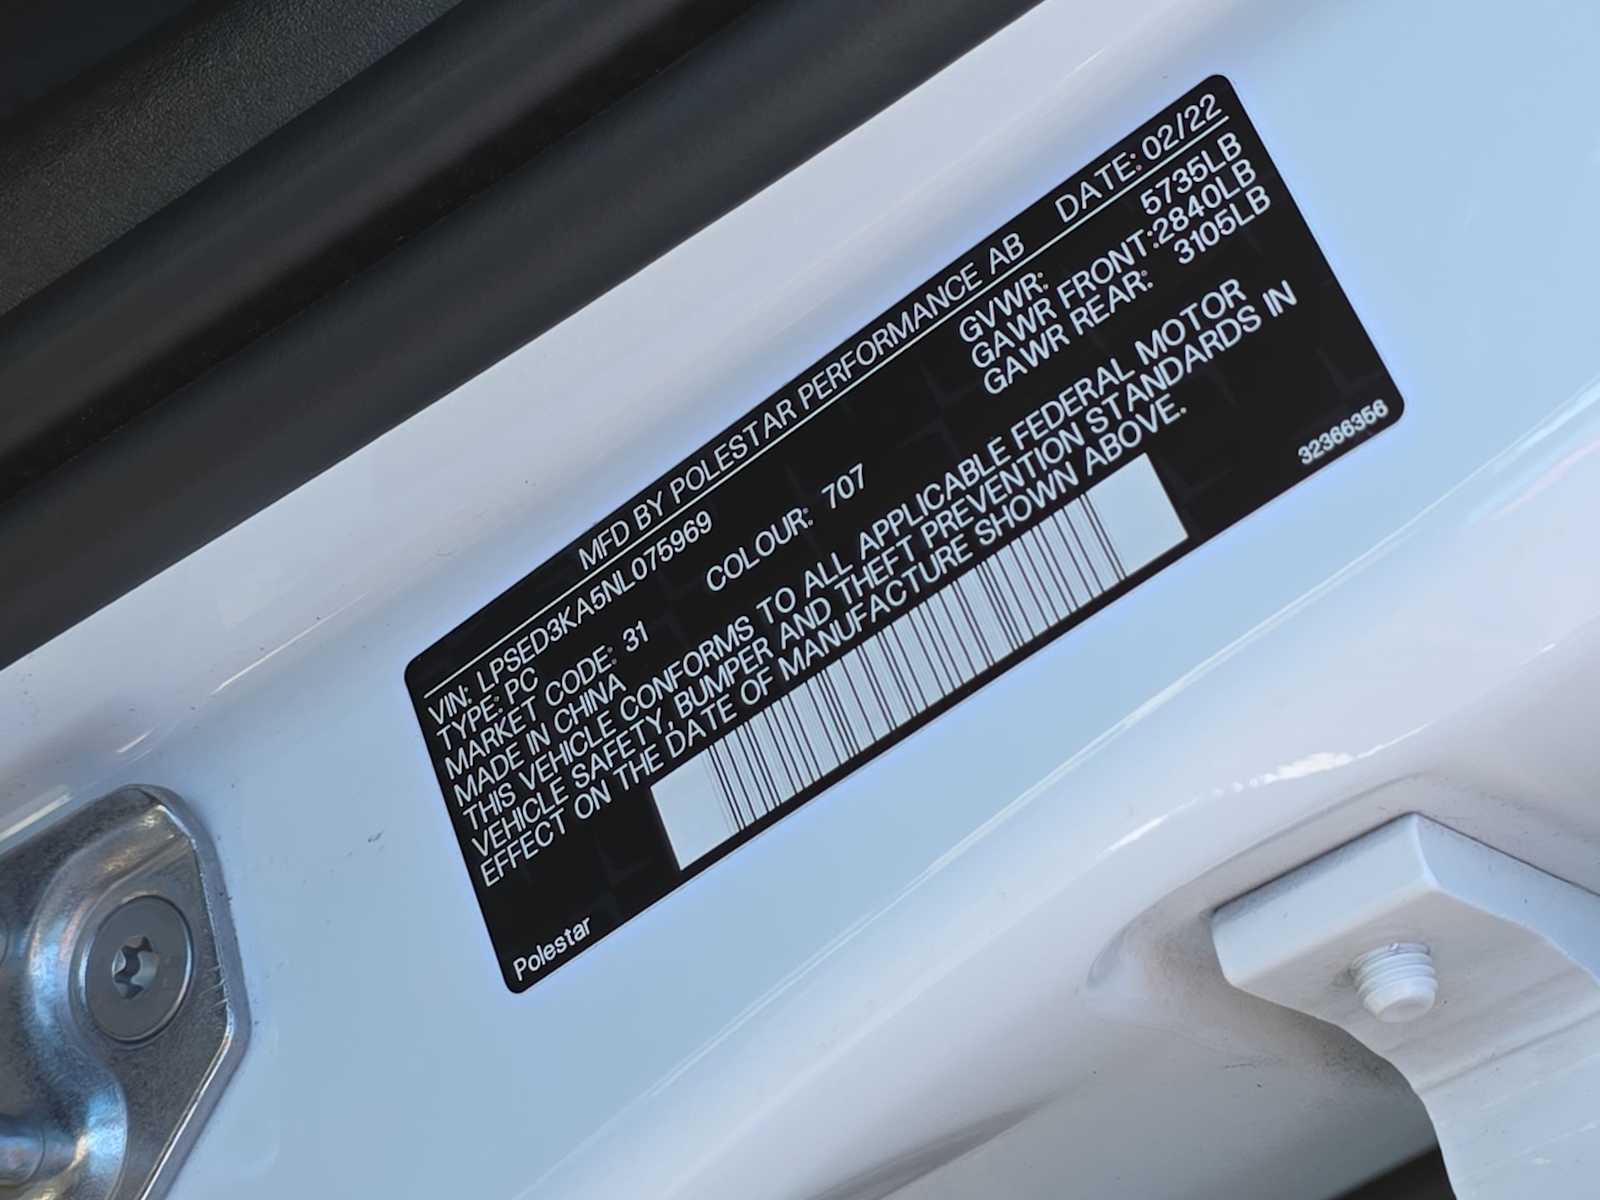 MFD BY POLESTAR PERFORMANCE AB DATE: 02/22
VIN: LPSED3KA5NL075969 GVWR: 5735LB
TYPE: PC GAWR FRONT:2840LB
MARKET CODE: 31 COLOUR: 707 GAWR REAR: 3105LB
MADE IN CHINA
THIS VEHICLE CONFORMS TO ALL APPLICABLE FEDERAL MOTOR
VEHICLE SAFETY, BUMPER AND THEFT PREVENTION STANDARDS IN
EFFECT ON THE DATE OF MANUFACTURE SHOWN ABOVE.
Polestar 32366356